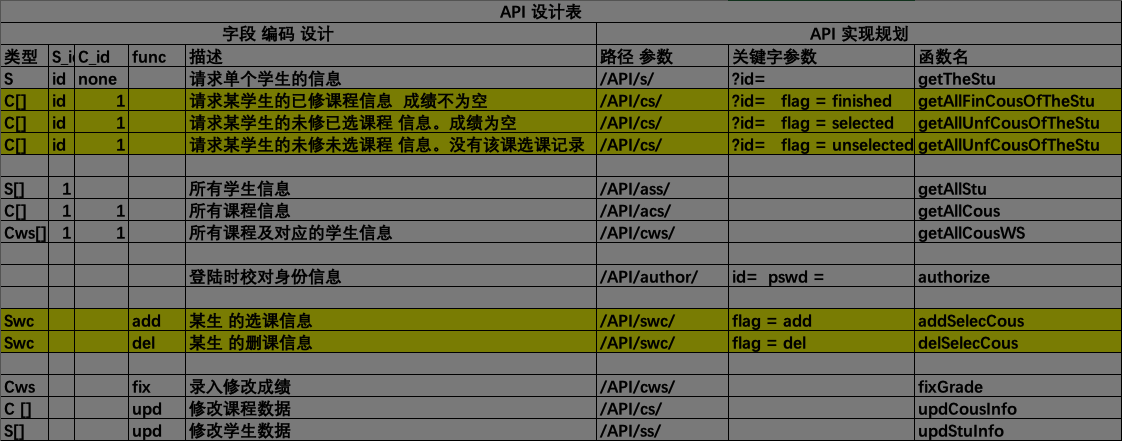 API 设计表
字段 编码 设计 API 实现规划
类型 S_i C_id func 描述 路径 参数 关键字参数 函数名
S id none 请求单个学生的信息 /API/s/ ?id= getTheStu
C[] id 1 请求某学生的已修课程信息 成绩不为空 /API/cs/ ?id= flag = finished getAllFinCousOfTheStu
C[] id 1 请求某学生的未修已选课程 信息。成绩为空 /API/cs/ ?id= flag = selected getAllUnfCousOfTheStu
C[] id 1 请求某学生的未修未选课程 信息。没有该课选课记录 /API/cs/ ?id= flag = unselected getAllUnfCousOfTheStu
S[] 1 所有学生信息 /API/ass/ getAllStu
C[] 1 1 所有课程信息 /API/acs/ getAllCous
Cws[] 1 1 所有课程及对应的学生信息 /API/cws/ getAllCousWS
登陆时校对身份信息 /API/author/ id= pswd = authorize
Swc add 某生 的选课信息 /API/swc/ flag = add addSelecCous
Swc del 某生 的删课信息 /API/swc/ flag = del delSelecCous
Cws fix 录入修改成绩 /API/cws/ fixGrade
C [] upd 修改课程数据 /API/cs/ updCousInfo
S[] upd 修改学生数据 /API/ss/ updStuInfo